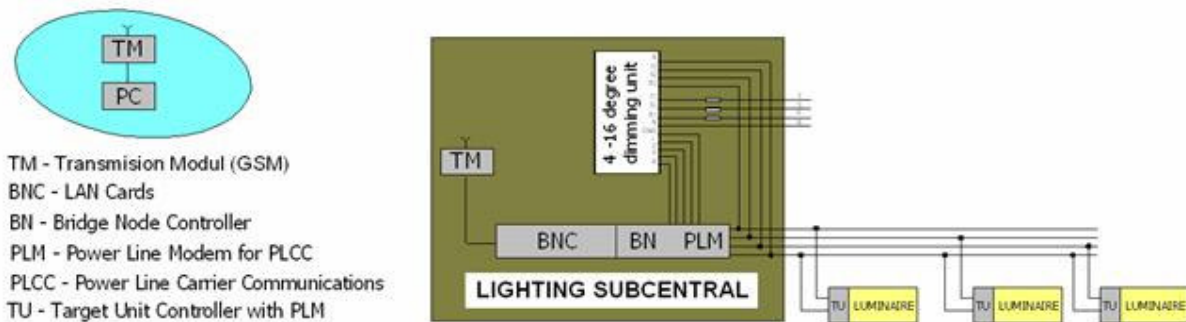 TM
PC
TM - Transmision Modul (GSM)
BNC - LAN Cards
BN - Bridge Node Controller
PLM - Power Line Modem for PLCC
PLCC - Power Line Carrier Communications
TU - Target Unit Controller with PLM
4 -16 degree
dimming unit
TM
BNC BN PLM
LIGHTING SUBCENTRAL
TU LUMINAIRE TU LUMINAIRE TU LUMINAIRE